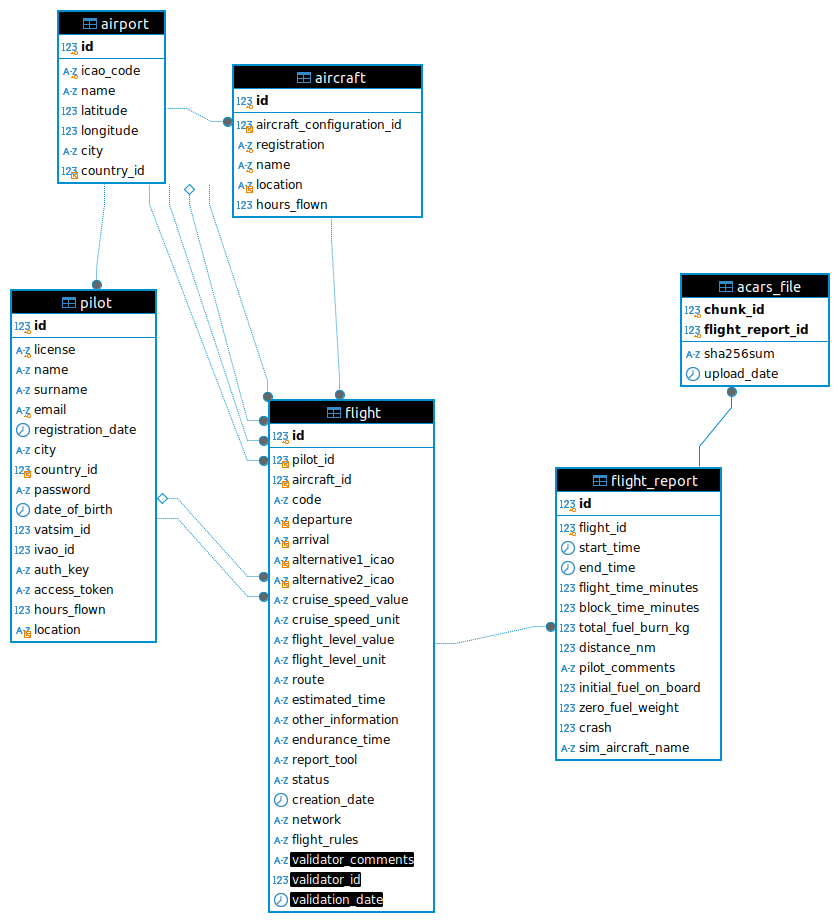 airport
123 id
A-Z icao_code
A-Z name
123 latitude
123 longitude
A-Z city
123 country_id
aircraft
123 id
123 aircraft_configuration_id
A-Z registration
A-Z name
A-Z location
123 hours_flown
pilot
123 id
A-Z license
A-Z name
A-Z surname
A-Z email
registration_date
A-Z city
123 country_id
A-Z password
date_of_birth
123 vatsim_id
123 ivao_id
A-Z auth_key
A-Z access_token
123 hours_flown
A-Z location
flight
123 id
123 pilot_id
123 aircraft_id
A-Z code
A-Z departure
A-Z arrival
A-Z alternative1_icao
A-Z alternative2_icao
A-Z cruise_speed_value
A-Z cruise_speed_unit
A-Z flight_level_value
A-Z flight_level_unit
A-Z route
A-Z estimated_time
A-Z other_information
A-Z endurance_time
A-Z report_tool
A-Z status
creation_date
A-Z network
A-Z flight_rules
A-Z validator_comments
123 validator_id
validation_date
acars_file
123 chunk_id
123 flight_report_id
A-Z sha256sum
upload_date
flight_report
123 id
123 flight_id
start_time
end_time
123 flight_time_minutes
123 block_time_minutes
123 total_fuel_burn_kg
123 distance_nm
A-Z pilot_comments
123 initial_fuel_on_board
123 zero_fuel_weight
123 crash
A-Z sim_aircraft_name